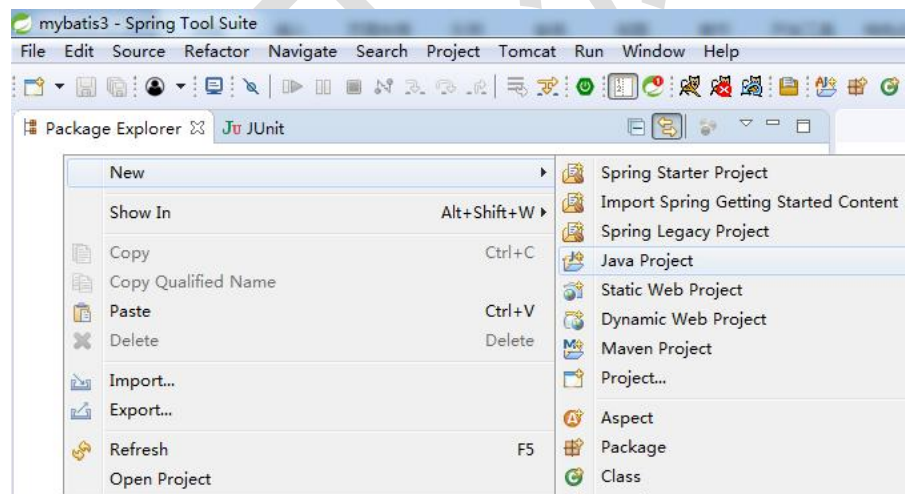 mybatis3 - Spring Tool Suite
File Edit Source Refactor Navigate Search Project Tomcat Run Window Help
Package Explorer JUnit
New
Show In Alt+Shift+W
Copy Ctrl+C
Copy Qualified Name
Paste Ctrl+V
Delete Delete
Import...
Export...
Refresh F5
Open Project
Spring Starter Project
Import Spring Getting Started Content
Spring Legacy Project
Java Project
Static Web Project
Dynamic Web Project
Maven Project
Project...
Aspect
Package
Class